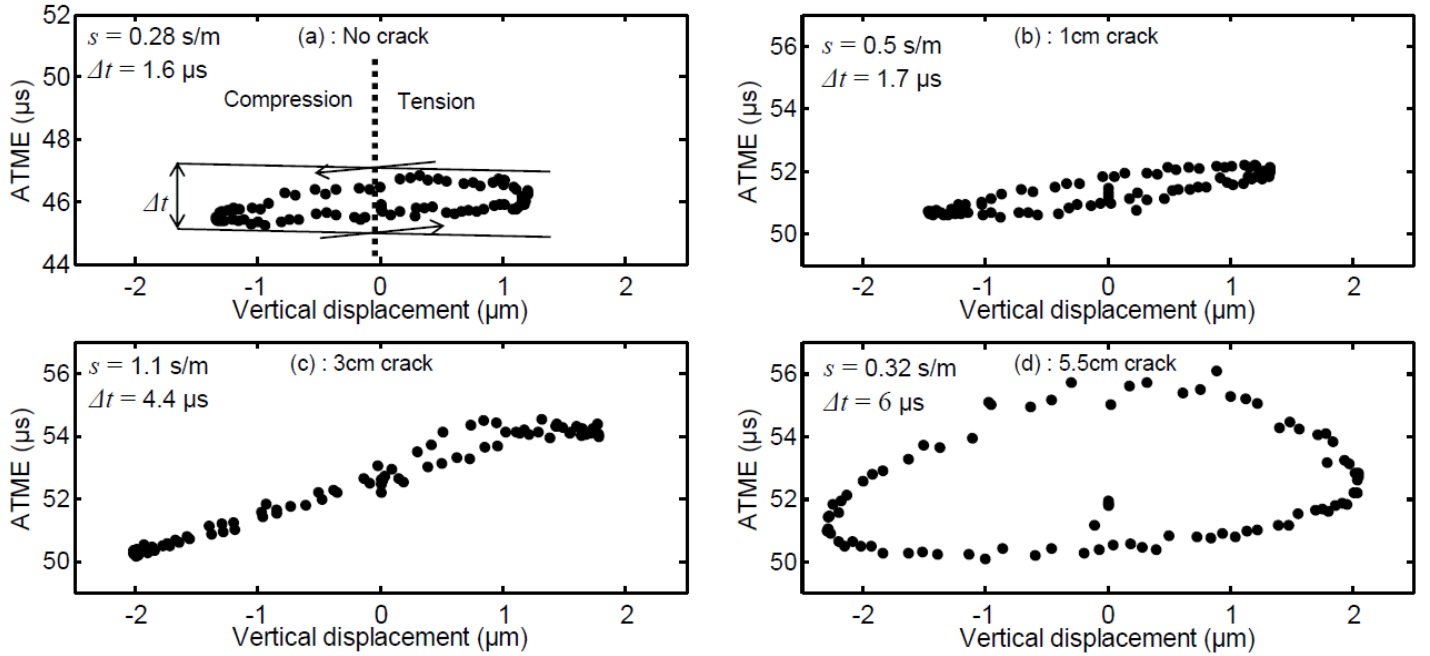 52
50
48
46
44
ATME (µs)
s = 0.28 s/m
Δt = 1.6 µs
(a) : No crack
Compression
Tension
Δt
-2 -1 0 1 2
Vertical displacement (µm)
56
54
52
50
ATME (µs)
s = 0.5 s/m
Δt = 1.7 µs
(b) : 1cm crack
-2 -1 0 1 2
Vertical displacement (µm)
56
54
52
50
ATME (µs)
s = 1.1 s/m
Δt = 4.4 µs
(c) : 3cm crack
-2 -1 0 1 2
Vertical displacement (µm)
56
54
52
50
ATME (µs)
s = 0.32 s/m
Δt = 6 µs
(d) : 5.5cm crack
-2 -1 0 1 2
Vertical displacement (µm)